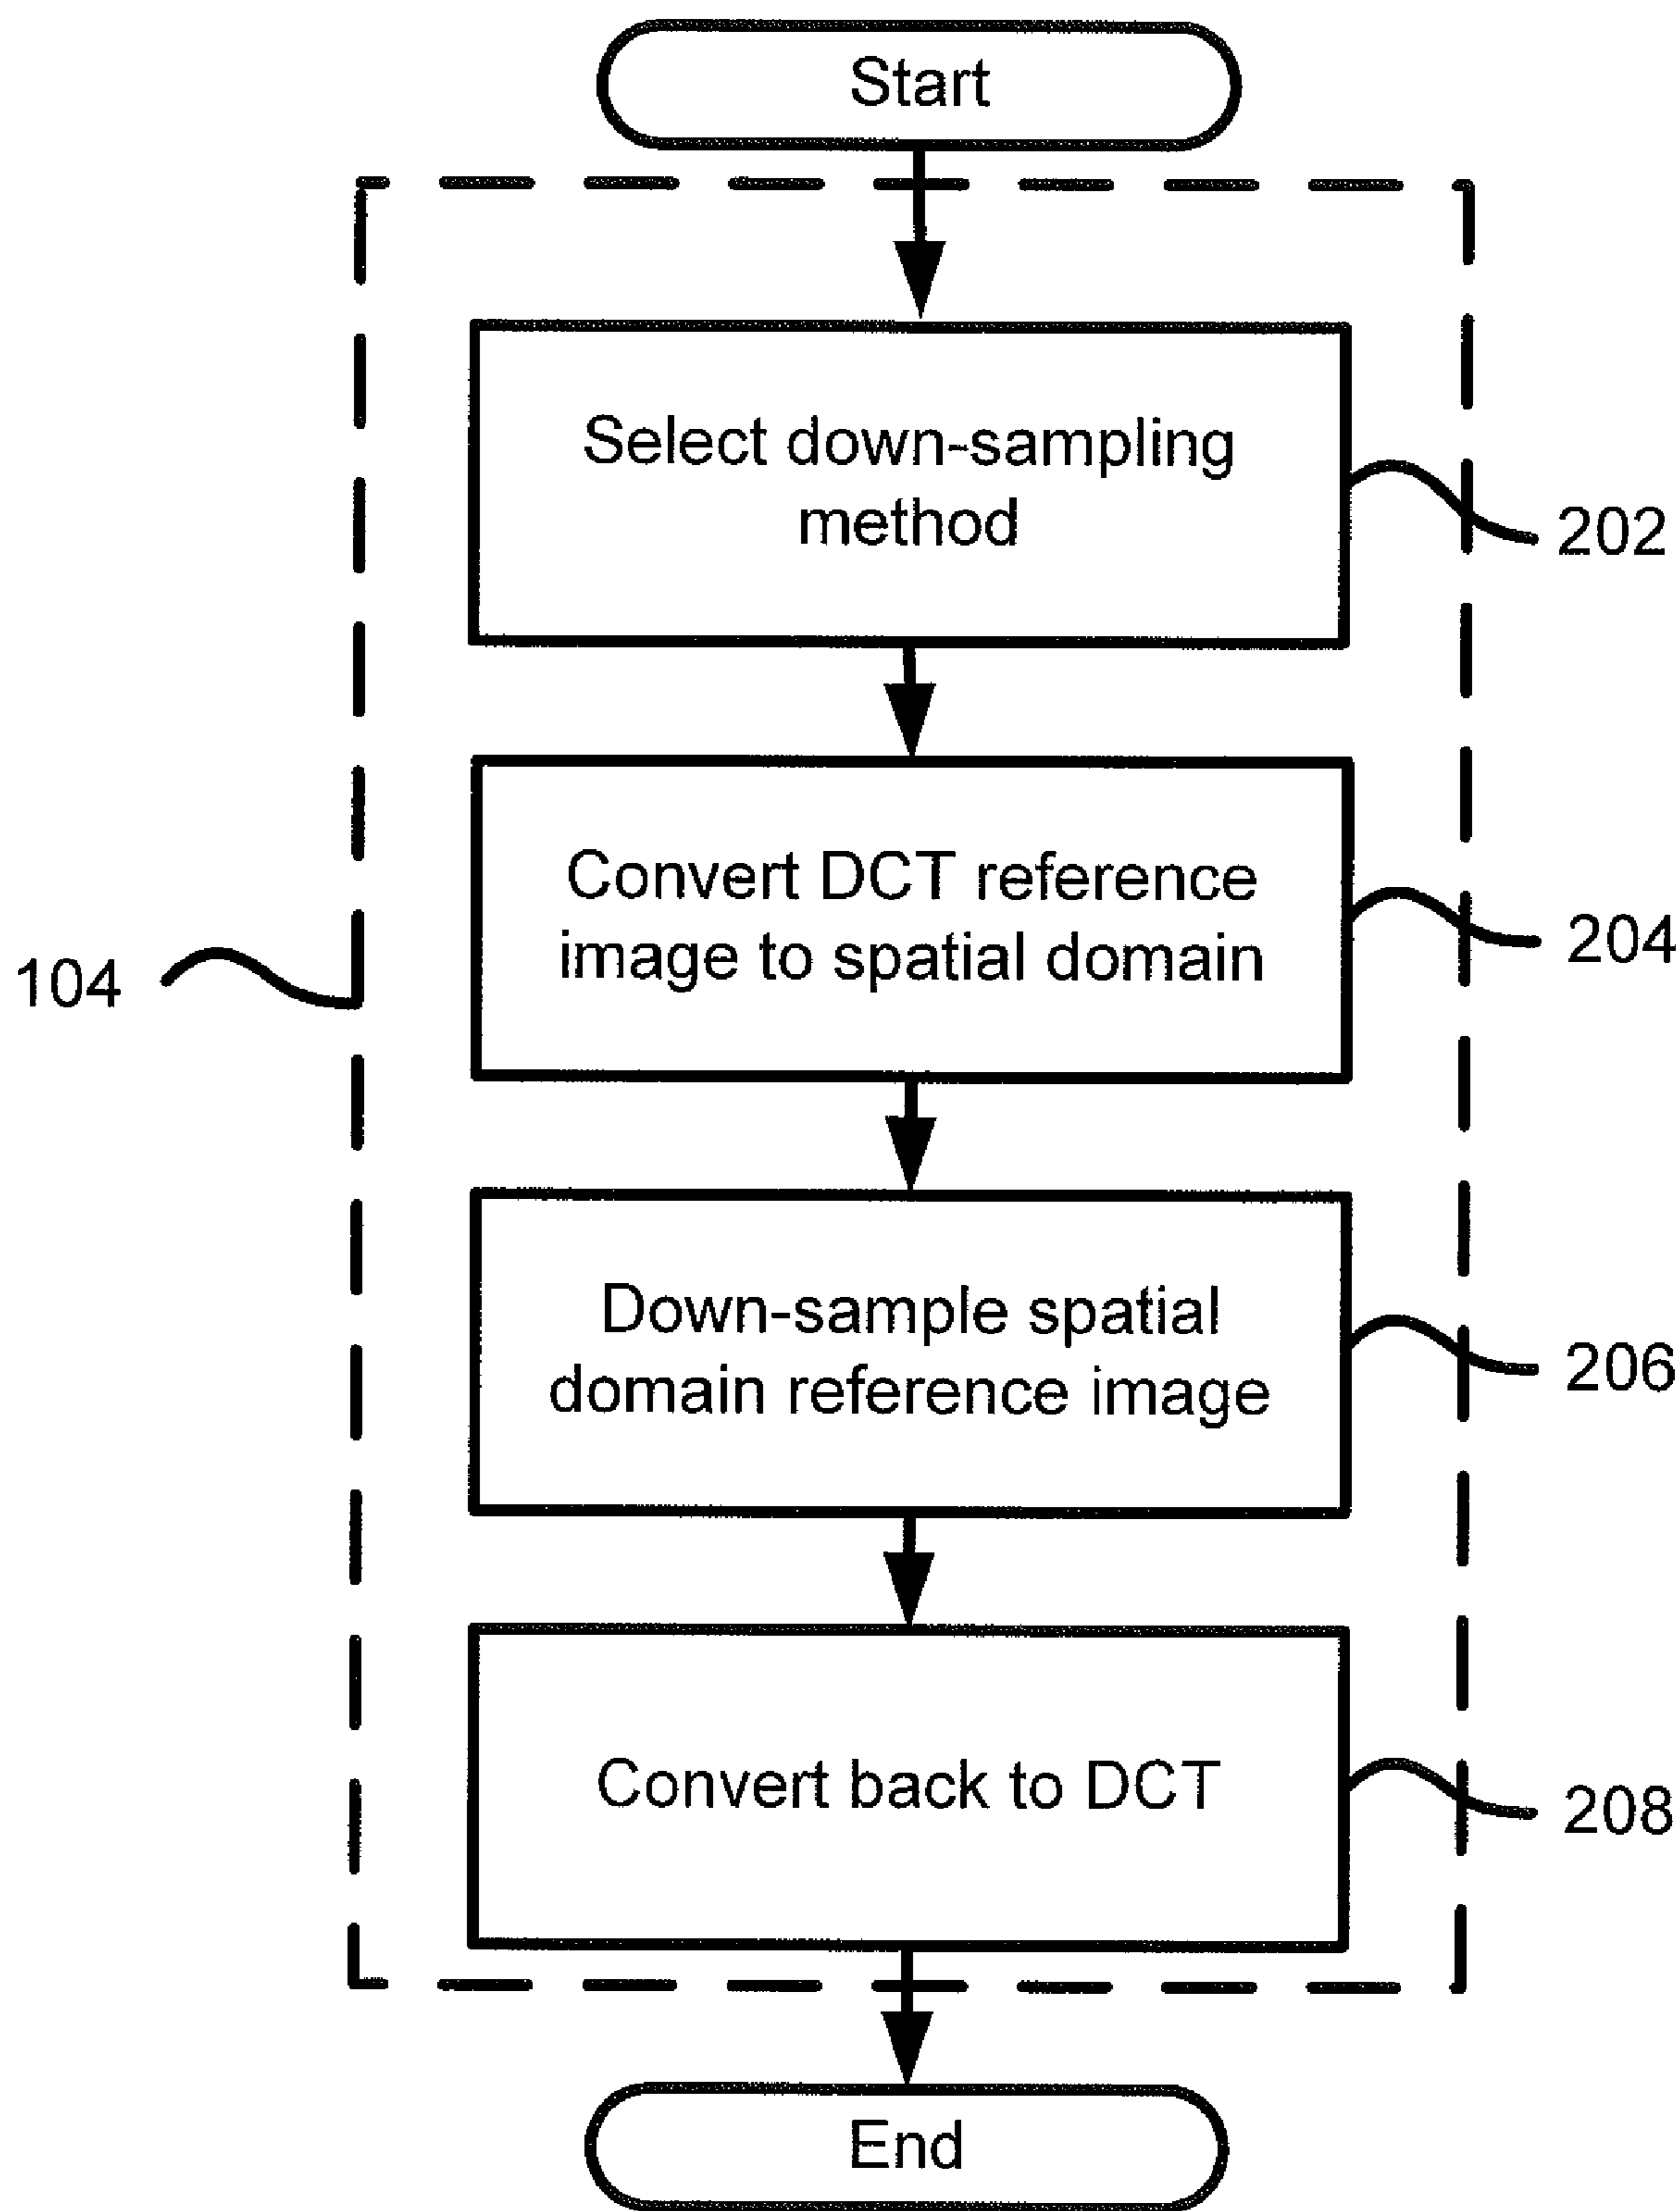 Start
Select down-sampling
method
202
Convert DCT reference
image to spatial domain
204
104
Down-sample spatial
domain reference image
206
Convert back to DCT
208
End